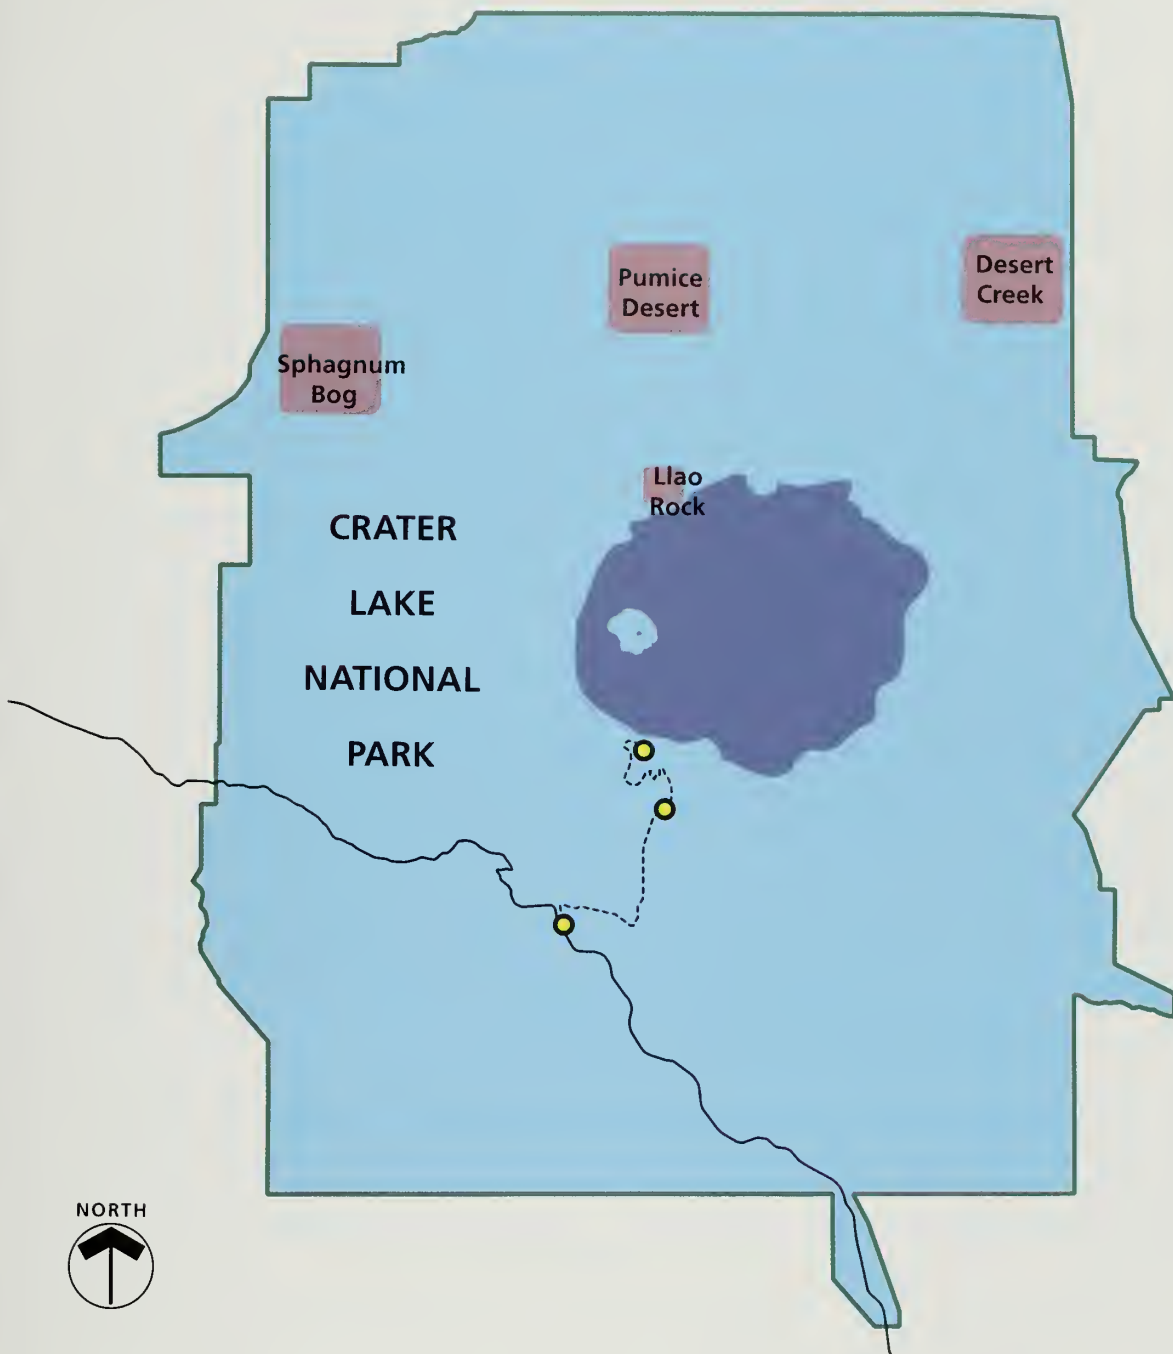 Pumice
Desert
Desert
Creek
Sphagnum
Bog
Llao
Rock
CRATER
LAKE
NATIONAL
PARK
NORTH